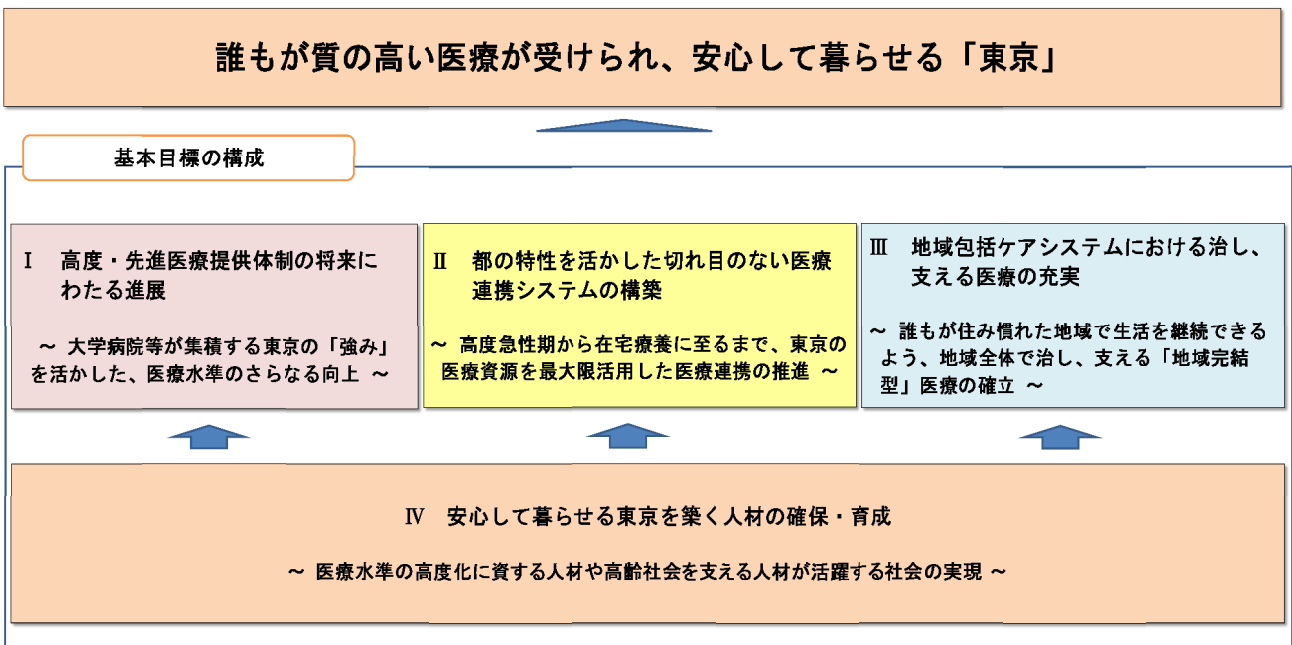 誰もが質の高い医療が受けられ、安心して暮らせる「東京」
基本目標の構成
Ⅰ 高度・先進医療提供体制の将来に
わたる進展
～ 大学病院等が集積する東京の「強み」
を活かした、医療水準のさらなる向上 ～
Ⅱ 都の特性を活かした切れ目のない医療
連携システムの構築
～ 高度急性期から在宅療養に至るまで、東京の
医療資源を最大限活用した医療連携の推進 ～
Ⅲ 地域包括ケアシステムにおける治し、
支える医療の充実
～ 誰もが住み慣れた地域で生活を継続できる
よう、地域全体で治し、支える「地域完結
型」医療の確立 ～
Ⅳ 安心して暮らせる東京を築く人材の確保・育成
～ 医療水準の高度化に資する人材や高齢社会を支える人材が活躍する社会の実現 ～